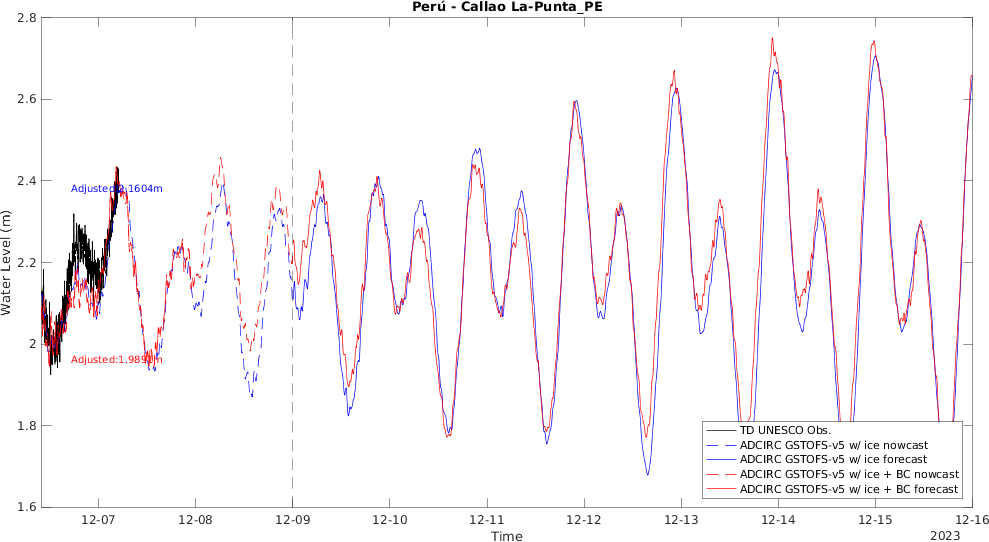 Perú - Callao La-Punta_PE
2.8
2.6
2.4
2.2
2
1.8
1.6
Water Level (m)
Adjusted:2.1604m
TD UNESCO Obs.
ADCIRC GSTOFS-v5 w/ ice nowcast
ADCIRC GSTOFS-v5 w/ ice forecast
ADCIRC GSTOFS-v5 w/ ice + BC nowcast
ADCIRC GSTOFS-v5 w/ ice + BC forecast
12-07 12-08 12-09 12-10 12-11 12-12 12-13 12-14 12-15 12-16
Time
2023